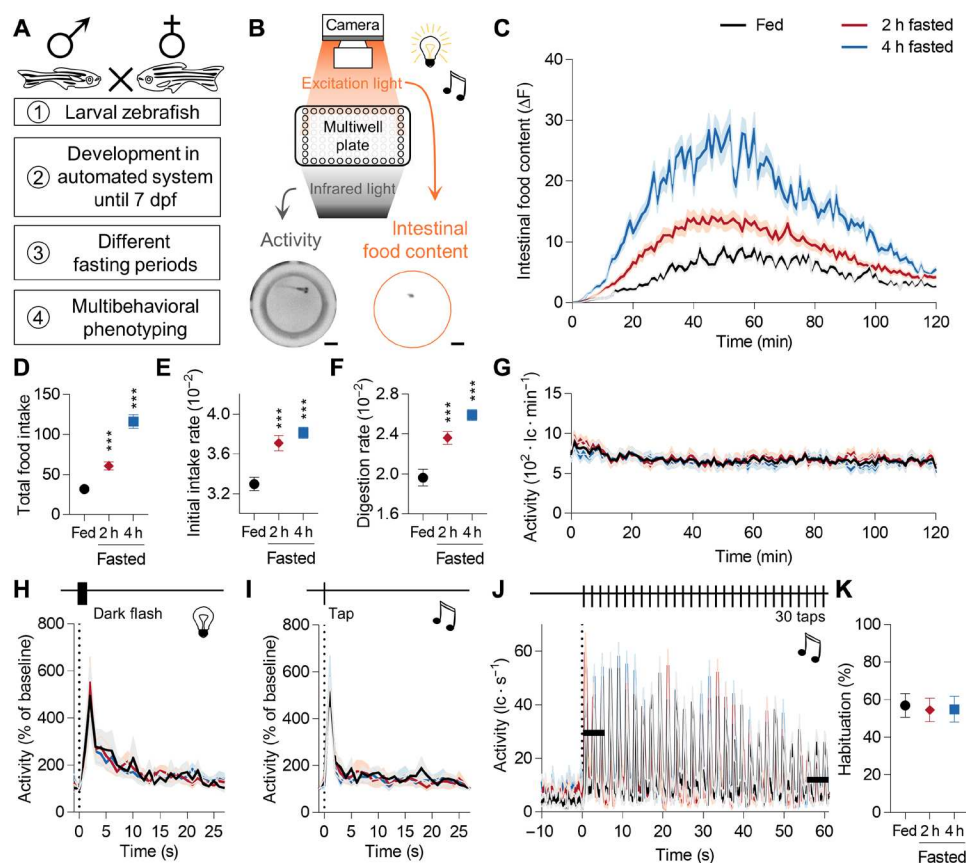 A
♂ ♀
×
1 Larval zebrafish
2 Development in
automated system
until 7 dpf
3 Different
fasting periods
4 Multibehavioral
phenotyping
B
Camera
Excitation light
Multiwell
plate
Infrared light
Activity
Intestinal
food content
C
Fed
2 h fasted
4 h fasted
Intestinal food content (ΔF)
40
30
20
10
0
0 20 40 60 80 100 120
Time (min)
D
Total food intake
150
100
50
0
***
***
Fed 2 h 4 h
Fasted
E
Initial intake rate (10⁻²)
3.8
3.6
3.2
***
***
Fed 2 h 4 h
Fasted
F
Digestion rate (10⁻²)
2.8
2.4
2.0
1.6
***
***
Fed 2 h 4 h
Fasted
G
Activity (10² · lc · min⁻¹)
15
10
5
0
0 20 40 60 80 100 120
Time (min)
H
Dark flash
Activity (% of baseline)
800
600
400
200
0
0 5 10 15 20 25
Time (s)
I
Tap
Activity (% of baseline)
800
600
400
200
0
0 5 10 15 20 25
Time (s)
J
30 taps
Activity (lc · s⁻¹)
80
60
40
20
0
−10 0 10 20 30 40 50 60
Time (s)
K
Habituation (%)
100
80
60
40
20
0
Fed 2 h 4 h
Fasted